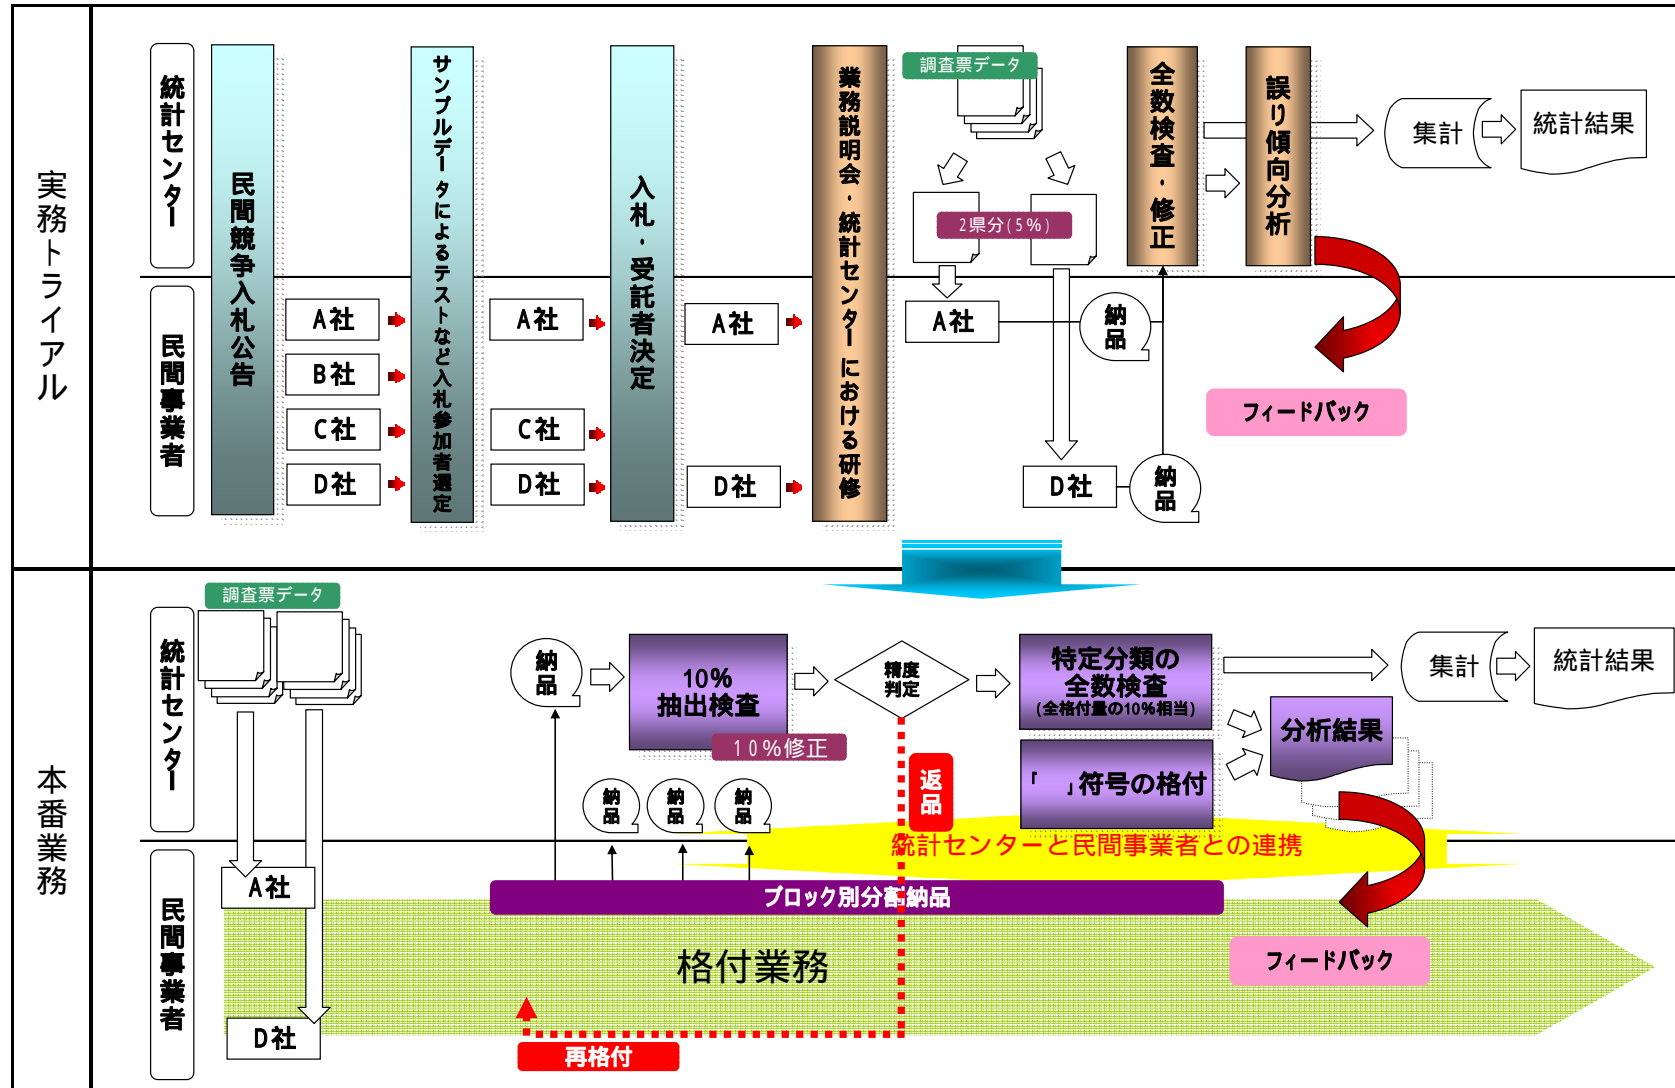 実務トライアル
統計センター
民間事業者
民間競争入札公告
A社
B社
C社
D社
サンプルデータによるテストなど入札参加者選定
A社
C社
D社
入札・受託者決定
A社
D社
業務説明会・統計センターにおける研修
調査票データ
2県分(5%)
A社
D社
納品
納品
全数検査・修正
誤り傾向分析
集計
統計結果
フィードバック
本番業務
統計センター
民間事業者
調査票データ
A社
D社
納品
10%
抽出検査
10%修正
精度
判定
返品
特定分類の
全数検査
(全格付量の10%相当)
『　』符号の格付
分析結果
集計
統計結果
納品
納品
納品
統計センターと民間事業者との連携
ブロック別分割納品
格付業務
フィードバック
再格付